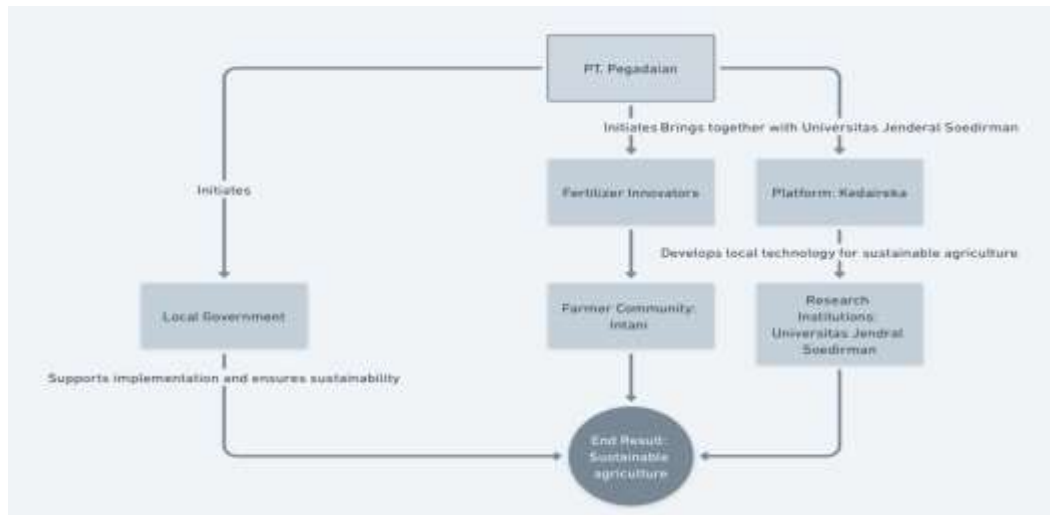 PT. Pegadaian
Initiates Brings together with Universitas Jenderal Soedirman
Initiates
Fertilizer Innovators
Platform: Kedaireka
Develops local technology for sustainable agriculture
Local Government
Farmer Community:
Intani
Research
Institutions:
Universitas Jendral
Soedirman
Supports implementation and ensures sustainability
End Result:
Sustainable
agriculture